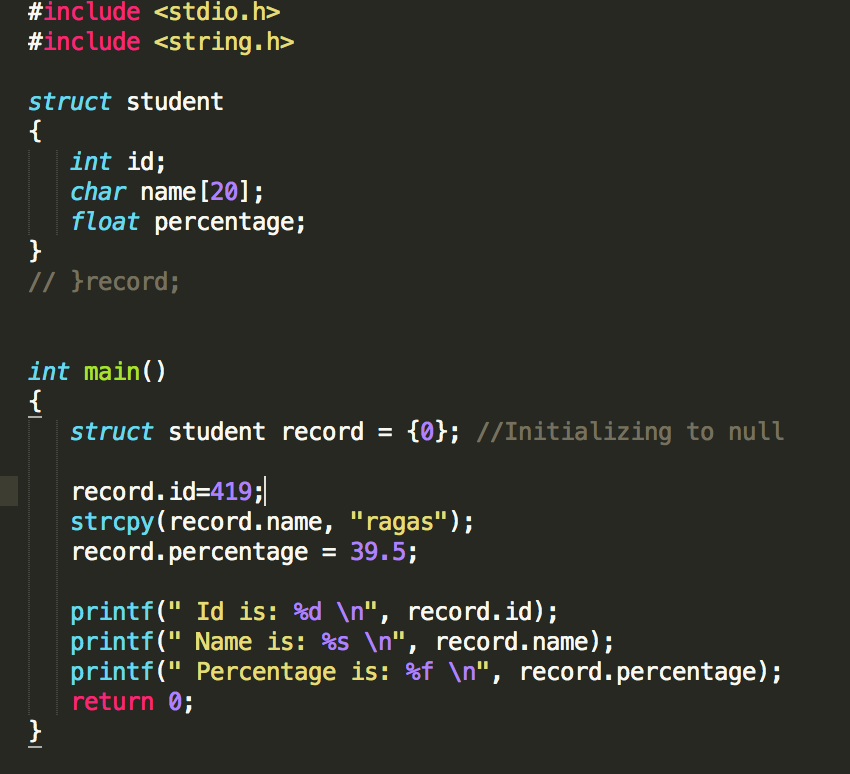 #include <stdio.h>
#include <string.h>
struct student
{
int id;
char name[20];
float percentage;
}
// }record;
int main()
{
struct student record = {0}; //Initializing to null
record.id=419;
strcpy(record.name, "ragas");
record.percentage = 39.5;
printf(" Id is: %d \n", record.id);
printf(" Name is: %s \n", record.name);
printf(" Percentage is: %f \n", record.percentage);
return 0;
}